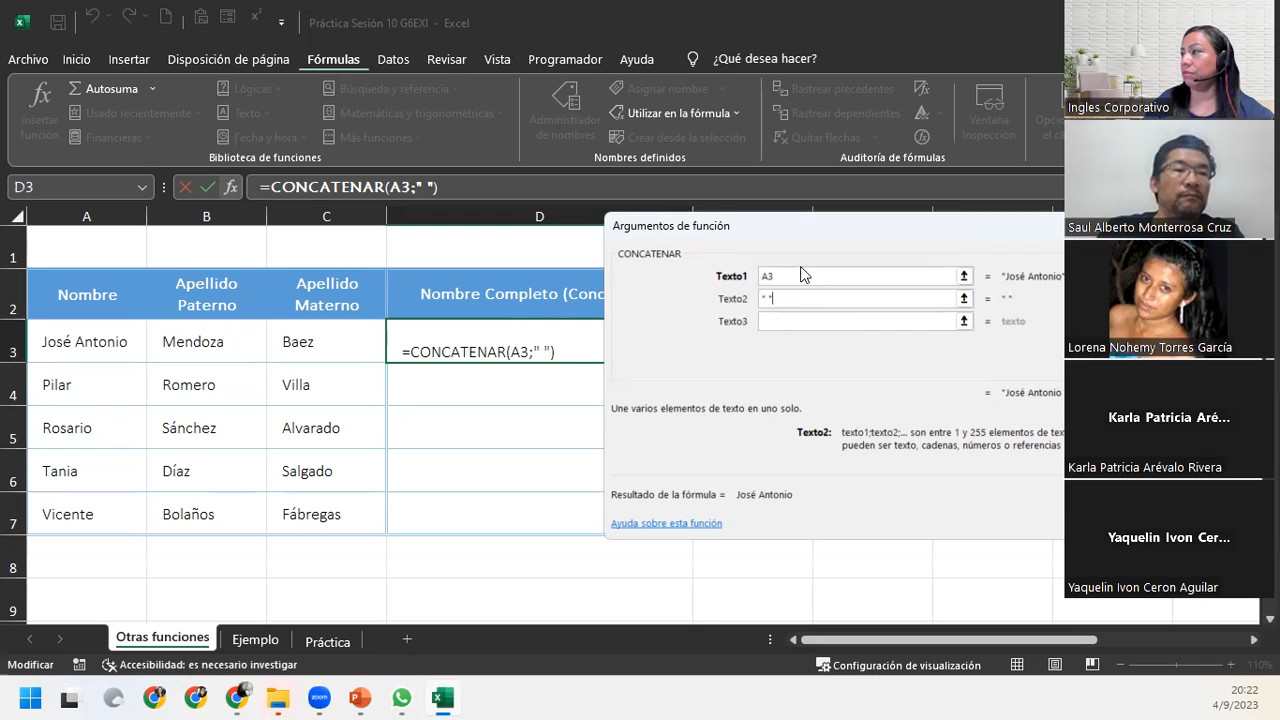 Práctica Sesión 10 G6EXI - Excel
Archivo Inicio Insertar Disposición de página Fórmulas Datos Revisar Vista Programador Ayuda ¿Qué desea hacer?
fx Insertar función
Autosuma
Usado recientemente
Financieras
Lógicas
Texto
Fecha y hora
Búsqueda y referencia
Matemáticas y trigonométricas
Más funciones
Biblioteca de funciones
Administrador de nombres
Asignar nombre
Utilizar en la fórmula
Crear desde la selección
Nombres definidos
Rastrear precedentes
Rastrear dependientes
Quitar flechas
Auditoría de fórmulas
Ventana Inspección
D3 fx =CONCATENAR(A3;" ")
A B C D
1
2 Nombre Apellido Paterno Apellido Materno Nombre Completo (Conc
3 José Antonio Mendoza Baez =CONCATENAR(A3;" ")
4 Pilar Romero Villa
5 Rosario Sánchez Alvarado
6 Tania Díaz Salgado
7 Vicente Bolaños Fábregas
8
9
Argumentos de función
CONCATENAR
Texto1 A3 = "José Antonio"
Texto2 " " = " "
Texto3 = texto
= "José Antonio
Une varios elementos de texto en uno solo.
Texto2: texto1;texto2;... son entre 1 y 255 elementos de tex
pueden ser texto, cadenas, números o referencias
Resultado de la fórmula = José Antonio
Ayuda sobre esta función
Ingles Corporativo
Saul Alberto Monterrosa Cruz
Lorena Nohemy Torres García
Karla Patricia Aré...
Karla Patricia Arévalo Rivera
Yaquelin Ivon Cer...
Yaquelin Ivon Ceron Aguilar
Otras funciones Ejemplo Práctica
Modificar Accesibilidad: es necesario investigar Configuración de visualización 110%
zoom
20:22
4/9/2023